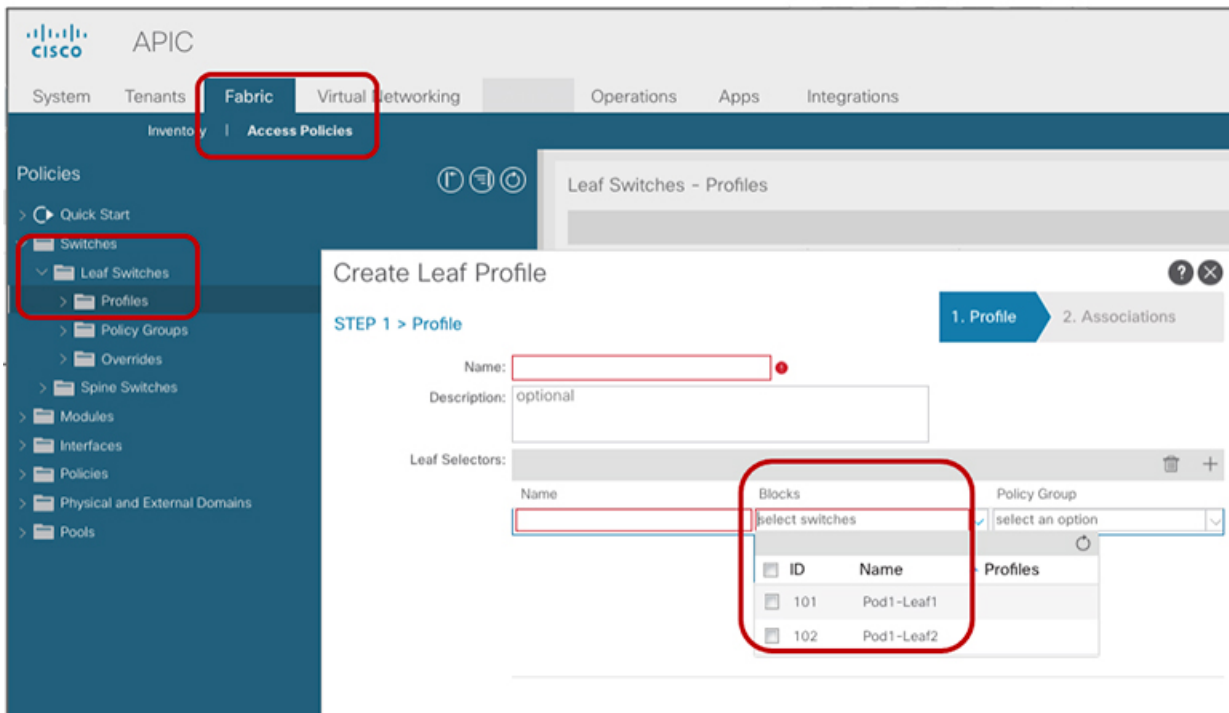 CISCO APIC
System Tenants Fabric Virtual Networking Operations Apps Integrations
Inventory | Access Policies
Policies
Leaf Switches - Profiles
Quick Start
Switches
Leaf Switches
Profiles
Policy Groups
Overrides
Spine Switches
Modules
Interfaces
Policies
Physical and External Domains
Pools
Create Leaf Profile
STEP 1 > Profile
1. Profile 2. Associations
Name:
Description: optional
Leaf Selectors:
Name Blocks Policy Group
select switches select an option
ID Name Profiles
101 Pod1-Leaf1
102 Pod1-Leaf2